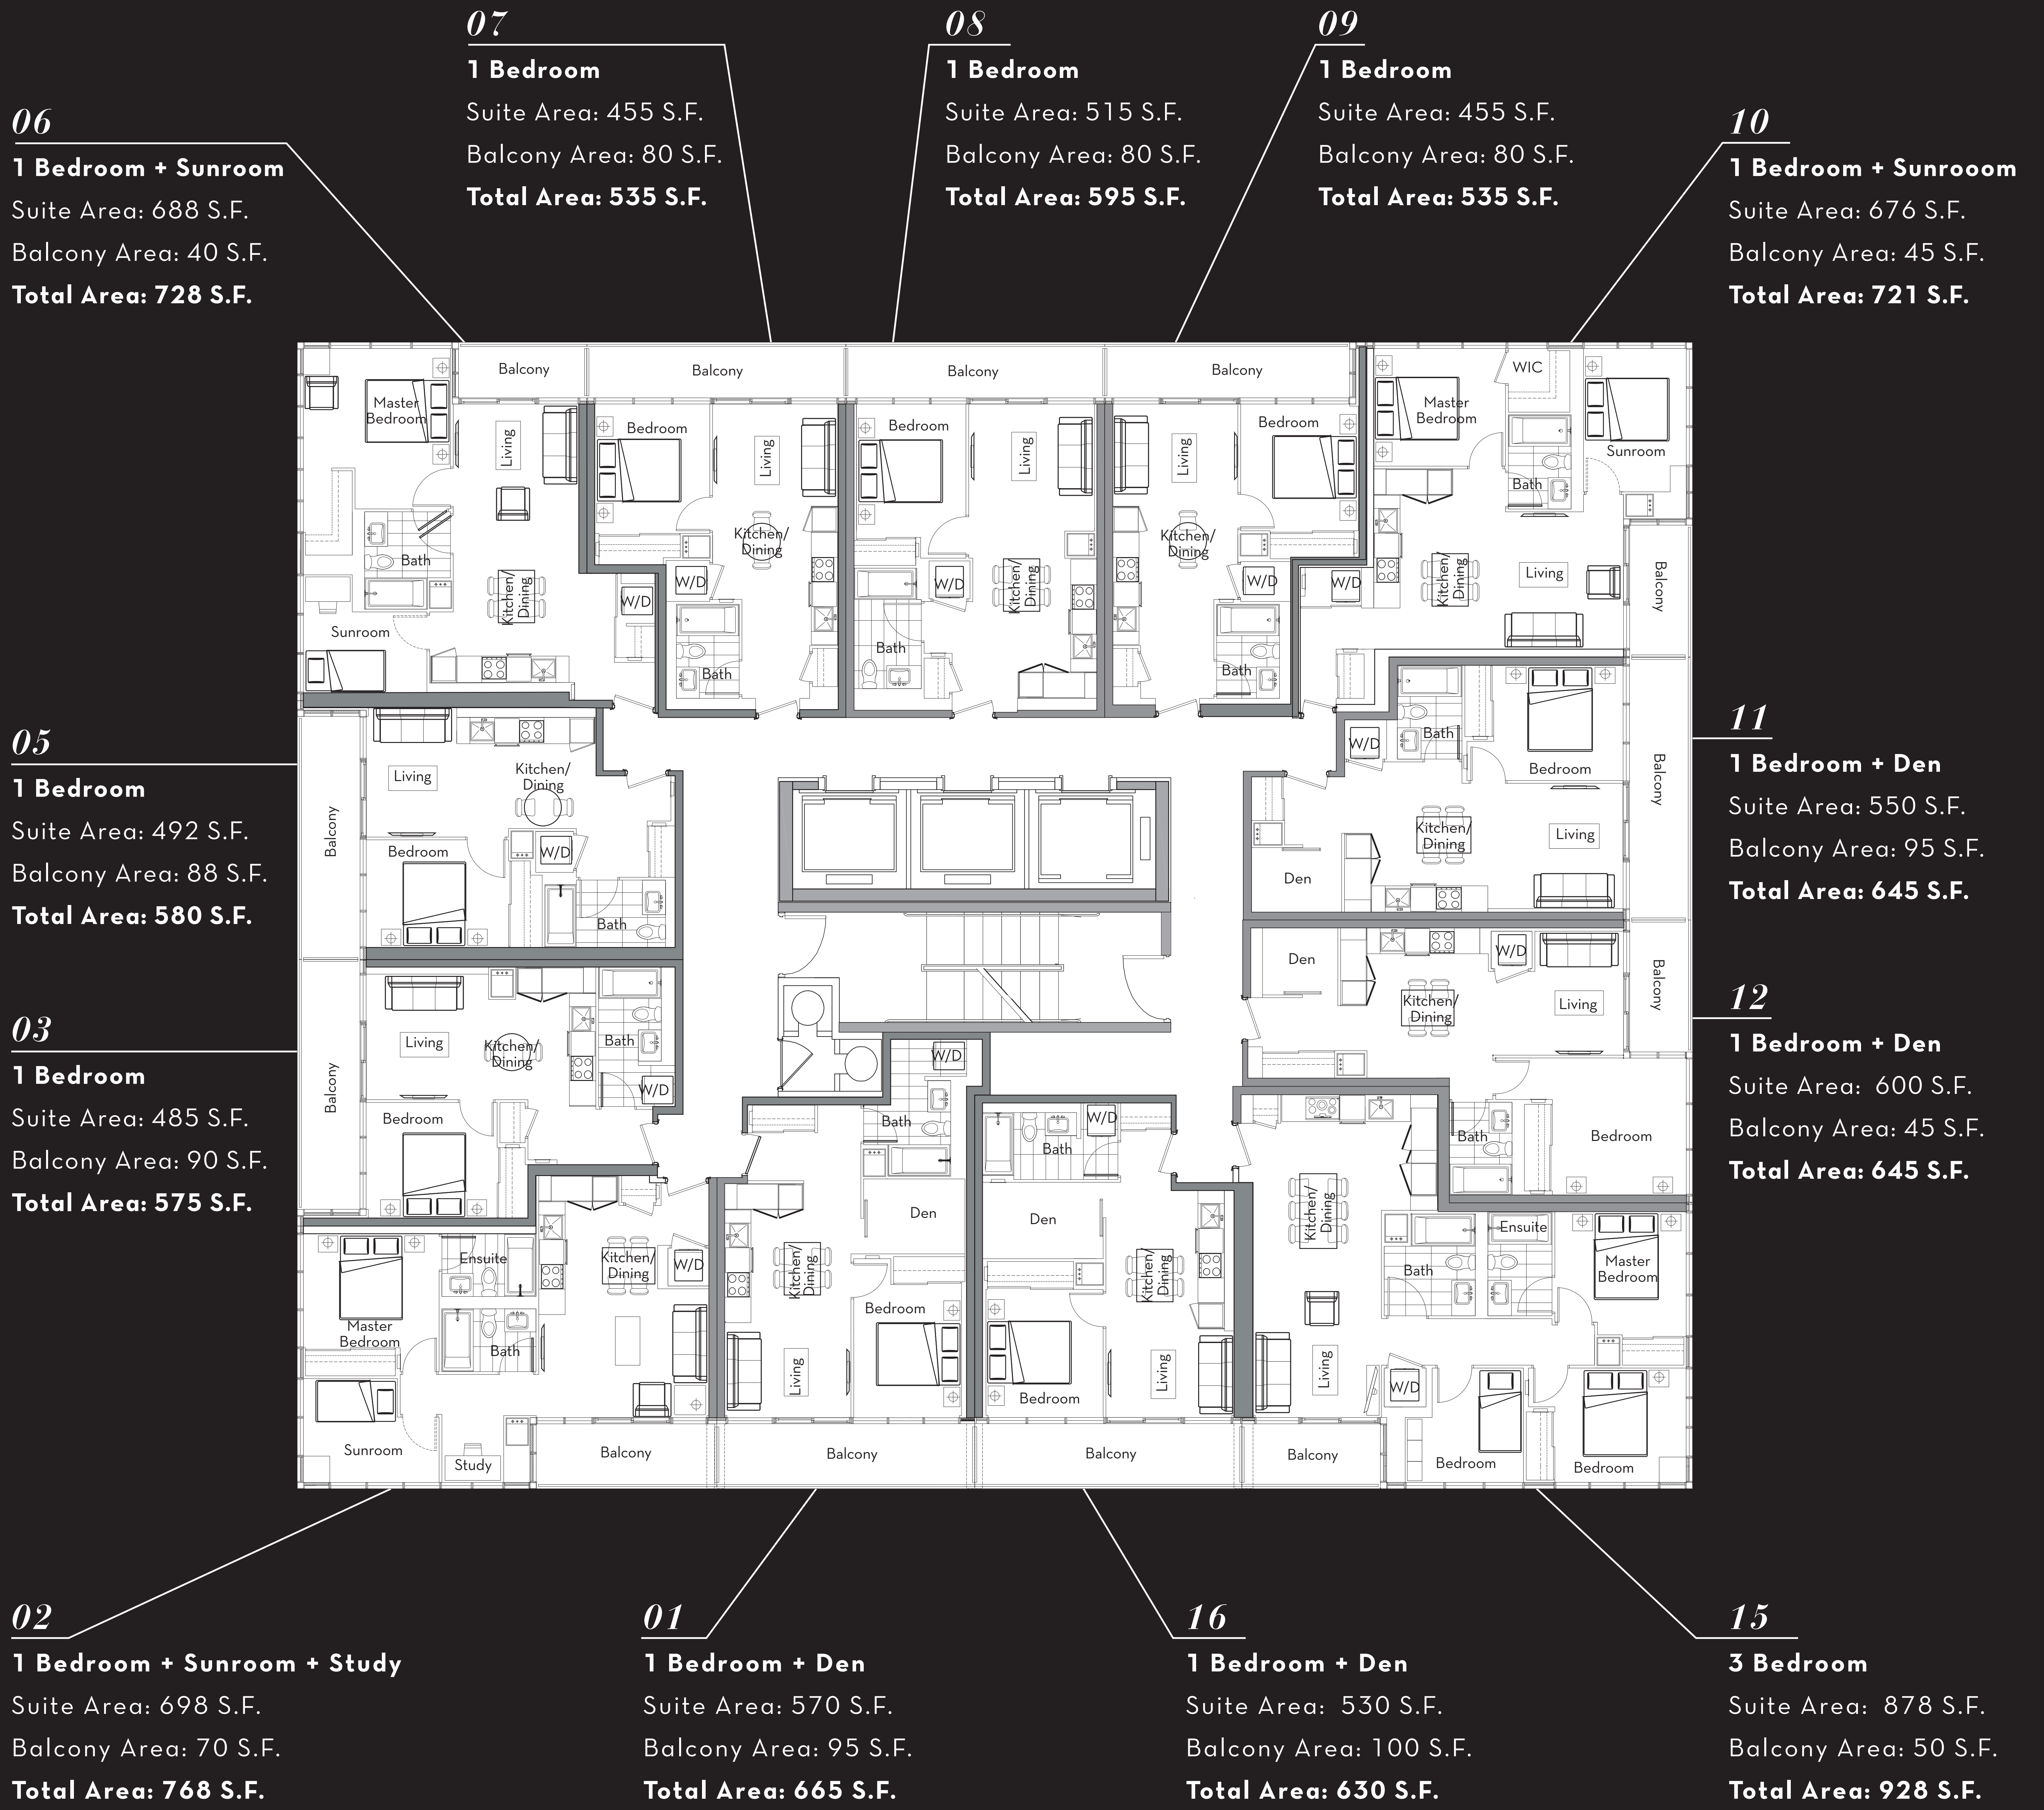 07
1 Bedroom
Suite Area: 455 S.F.
Balcony Area: 80 S.F.
Total Area: 535 S.F.
08
1 Bedroom
Suite Area: 515 S.F.
Balcony Area: 80 S.F.
Total Area: 595 S.F.
09
1 Bedroom
Suite Area: 455 S.F.
Balcony Area: 80 S.F.
Total Area: 535 S.F.
06
1 Bedroom + Sunroom
Suite Area: 688 S.F.
Balcony Area: 40 S.F.
Total Area: 728 S.F.
10
1 Bedroom + Sunrooom
Suite Area: 676 S.F.
Balcony Area: 45 S.F.
Total Area: 721 S.F.
Balcony
Master
Bedroom
Living
Bath
Kitchen/
Dining
W/D
Sunroom
Balcony
Bedroom
Living
Kitchen/
Dining
W/D
Bath
Balcony
Bedroom
Living
Kitchen/
Dining
W/D
Bath
Balcony
Living
Bedroom
Kitchen/
Dining
W/D
Bath
WIC
Master
Bedroom
Sunroom
Bath
Kitchen/
Dining
Living
W/D
Balcony
05
1 Bedroom
Suite Area: 492 S.F.
Balcony Area: 88 S.F.
Total Area: 580 S.F.
Balcony
Living
Kitchen/
Dining
Bedroom
W/D
Bath
Bath
W/D
Bedroom
Balcony
Kitchen/
Dining
Living
Den
11
1 Bedroom + Den
Suite Area: 550 S.F.
Balcony Area: 95 S.F.
Total Area: 645 S.F.
03
1 Bedroom
Suite Area: 485 S.F.
Balcony Area: 90 S.F.
Total Area: 575 S.F.
Balcony
Living
Kitchen/
Dining
Bath
W/D
Bedroom
Den
W/D
Kitchen/
Dining
Living
Balcony
Bath
Bedroom
12
1 Bedroom + Den
Suite Area: 600 S.F.
Balcony Area: 45 S.F.
Total Area: 645 S.F.
Ensuite
Master
Bedroom
Bath
Kitchen/
Dining
W/D
Sunroom
Study
Balcony
W/D
Bath
Den
Kitchen/
Dining
Bedroom
Living
Balcony
W/D
Bath
Den
Kitchen/
Dining
Bedroom
Living
Balcony
Kitchen/
Dining
Ensuite
Bath
Master
Bedroom
Living
W/D
Balcony
Bedroom
Bedroom
02
1 Bedroom + Sunroom + Study
Suite Area: 698 S.F.
Balcony Area: 70 S.F.
Total Area: 768 S.F.
01
1 Bedroom + Den
Suite Area: 570 S.F.
Balcony Area: 95 S.F.
Total Area: 665 S.F.
16
1 Bedroom + Den
Suite Area: 530 S.F.
Balcony Area: 100 S.F.
Total Area: 630 S.F.
15
3 Bedroom
Suite Area: 878 S.F.
Balcony Area: 50 S.F.
Total Area: 928 S.F.